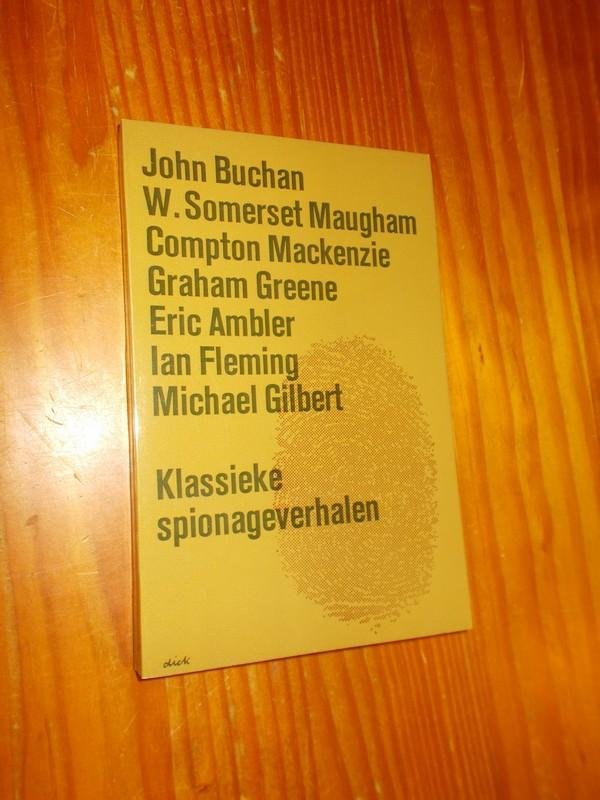 John Buchan
W. Somerset Maugham
Compton Mackenzie
Graham Greene
Eric Ambler
Ian Fleming
Michael Gilbert
Klassieke
spionageverhalen
dick